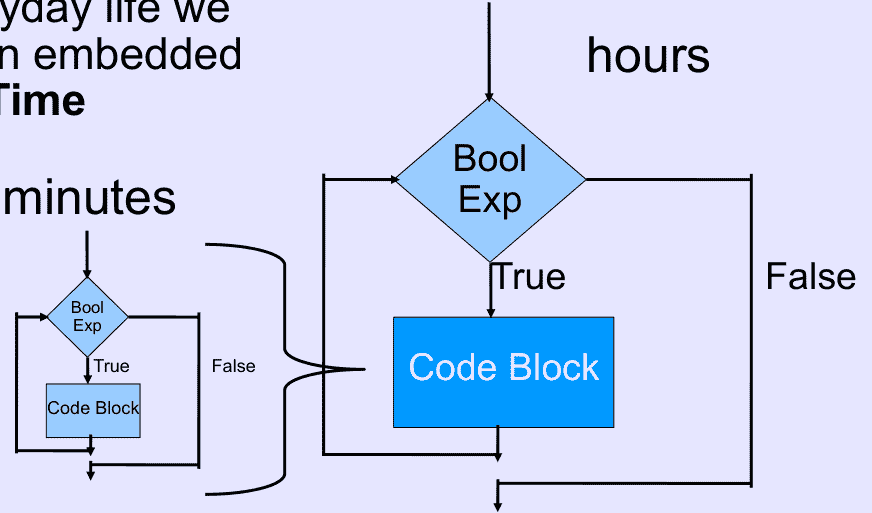 yday life we
n embedded
Time
hours
minutes
Bool
Exp
True
False
Code Block
Bool
Exp
True
False
Code Block